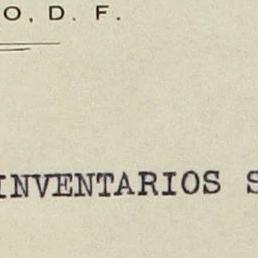 O, D. F.
INVENTARIOS S